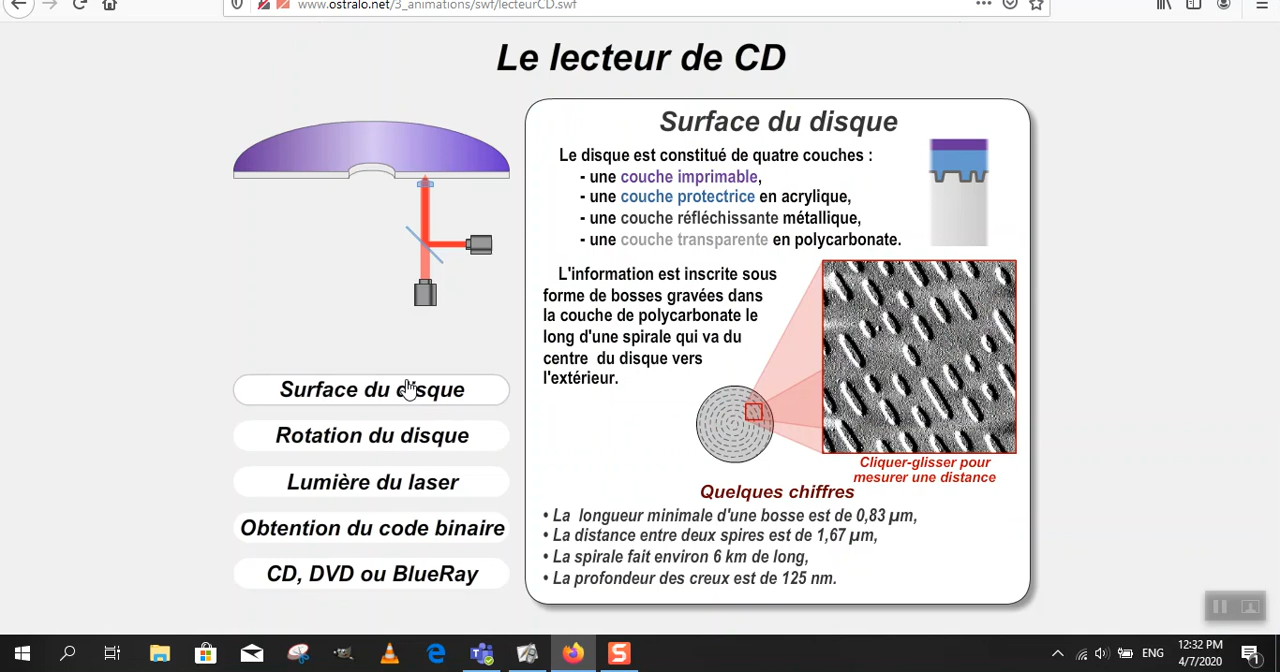 www.ostralo.net/3_animations/swf/lecteurCD.swf
Le lecteur de CD
Surface du disque
Le disque est constitué de quatre couches :
- une couche imprimable,
- une couche protectrice en acrylique,
- une couche réfléchissante métallique,
- une couche transparente en polycarbonate.
L'information est inscrite sous
forme de bosses gravées dans
la couche de polycarbonate le
long d'une spirale qui va du
centre du disque vers
l'extérieur.
Cliquer-glisser pour
mesurer une distance
Quelques chiffres
• La longueur minimale d'une bosse est de 0,83 µm,
• La distance entre deux spires est de 1,67 µm,
• La spirale fait environ 6 km de long,
• La profondeur des creux est de 125 nm.
Surface du disque
Rotation du disque
Lumière du laser
Obtention du code binaire
CD, DVD ou BlueRay
ENG
12:32 PM
4/7/2020
1